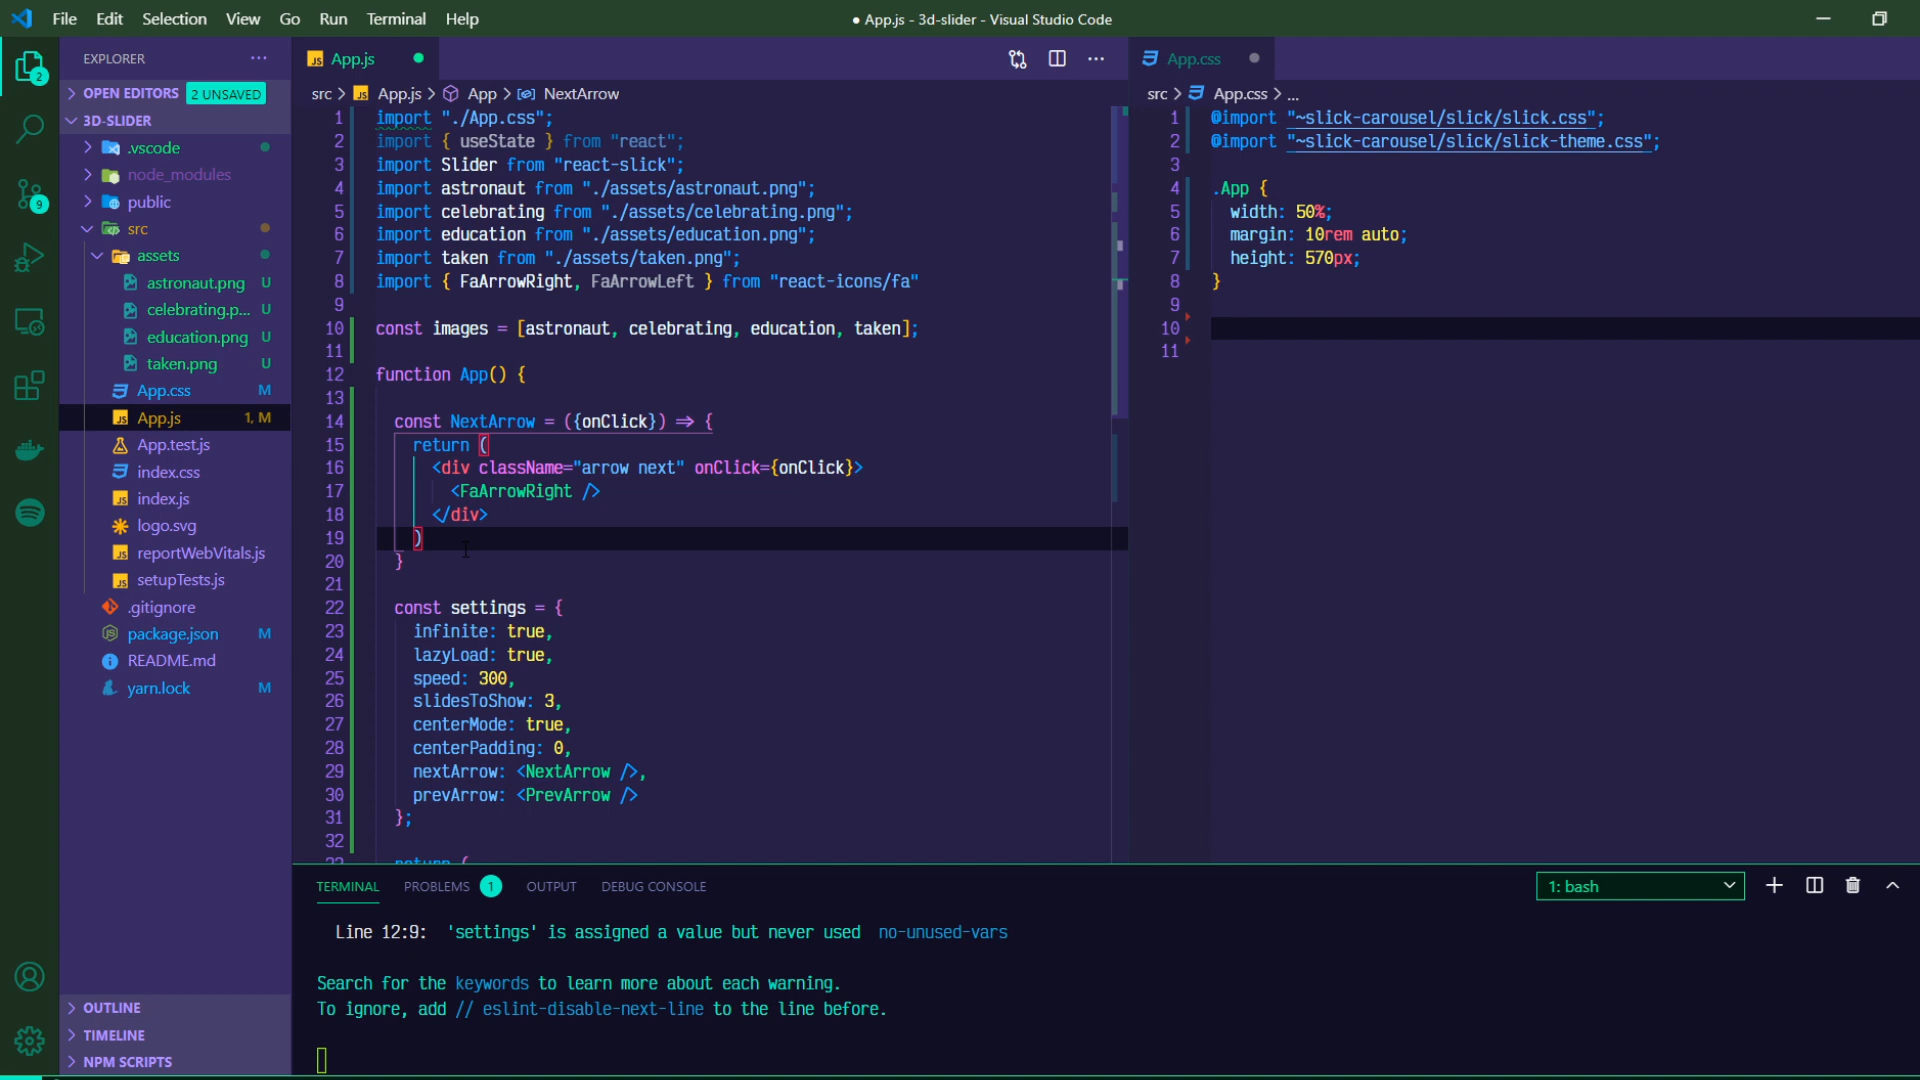 File Edit Selection View Go Run Terminal Help
● App.js - 3d-slider - Visual Studio Code
EXPLORER
OPEN EDITORS 2 UNSAVED
3D-SLIDER
.vscode
node_modules
public
src
assets
astronaut.png U
celebrating.p... U
education.png U
taken.png U
App.css M
App.js 1, M
App.test.js
index.css
index.js
logo.svg
reportWebVitals.js
setupTests.js
.gitignore
package.json M
README.md
yarn.lock M
OUTLINE
TIMELINE
NPM SCRIPTS
2
9
App.js
src > App.js > App > NextArrow
1 import "./App.css";
2 import { useState } from "react";
3 import Slider from "react-slick";
4 import astronaut from "./assets/astronaut.png";
5 import celebrating from "./assets/celebrating.png";
6 import education from "./assets/education.png";
7 import taken from "./assets/taken.png";
8 import { FaArrowRight, FaArrowLeft } from "react-icons/fa"
9
10 const images = [astronaut, celebrating, education, taken];
11
12 function App() {
13
14 const NextArrow = ({onClick}) => {
15 return (
16 <div className="arrow next" onClick={onClick}>
17 <FaArrowRight />
18 </div>
19 )
20 }
21
22 const settings = {
23 infinite: true,
24 lazyLoad: true,
25 speed: 300,
26 slidesToShow: 3,
27 centerMode: true,
28 centerPadding: 0,
29 nextArrow: <NextArrow />,
30 prevArrow: <PrevArrow />
31 };
32
33 return (
App.css
src > App.css > ...
1 @import "~slick-carousel/slick/slick.css";
2 @import "~slick-carousel/slick/slick-theme.css";
3
4 .App {
5 width: 50%;
6 margin: 10rem auto;
7 height: 570px;
8 }
9
10
11
TERMINAL PROBLEMS 1 OUTPUT DEBUG CONSOLE
1: bash
Line 12:9: 'settings' is assigned a value but never used no-unused-vars
Search for the keywords to learn more about each warning.
To ignore, add // eslint-disable-next-line to the line before.